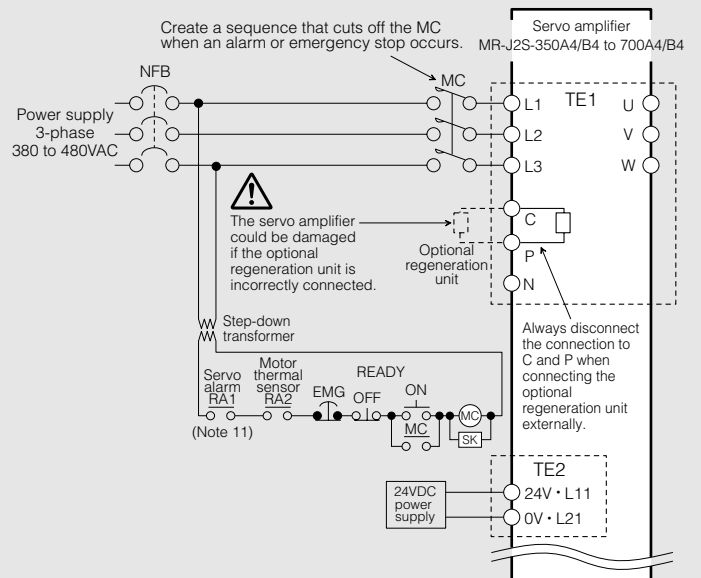 Create a sequence that cuts off the MC
when an alarm or emergency stop occurs.
Servo amplifier
MR-J2S-350A4/B4 to 700A4/B4
NFB
MC
Power supply
3-phase
380 to 480VAC
L1
TE1
U
L2
V
L3
W
The servo amplifier
could be damaged
if the optional
regeneration unit is
incorrectly connected.
Optional
regeneration
unit
C
P
N
Always disconnect
the connection to
C and P when
connecting the
optional
regeneration unit
externally.
Step-down
transformer
Servo
alarm
RA1
(Note 11)
Motor
thermal
sensor
RA2
EMG
READY
OFF
ON
MC
MC
SK
24VDC
power
supply
TE2
24V・L11
0V・L21